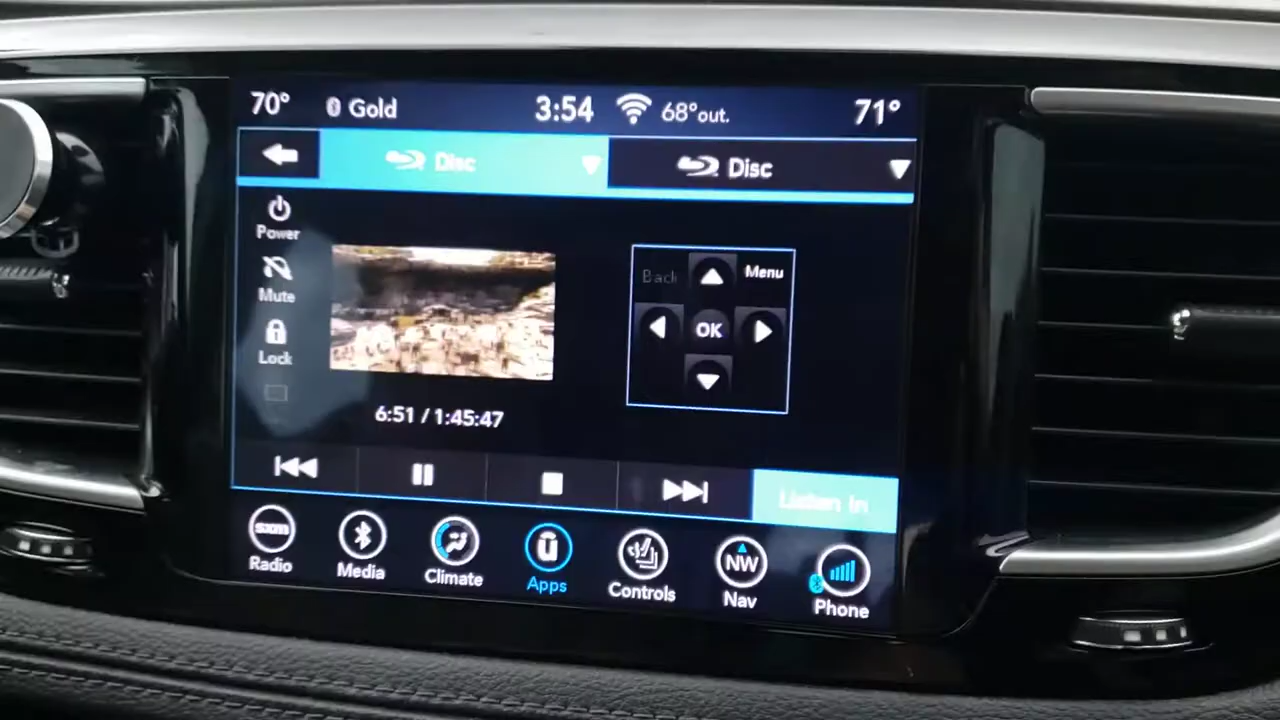 70° Gold 3:54 68°out. 71°
Disc Disc
Power
Mute
Lock
Back Menu
OK
6:51 / 1:45:47
Listen In
sxm NW
Radio Media Climate Apps Controls Nav Phone